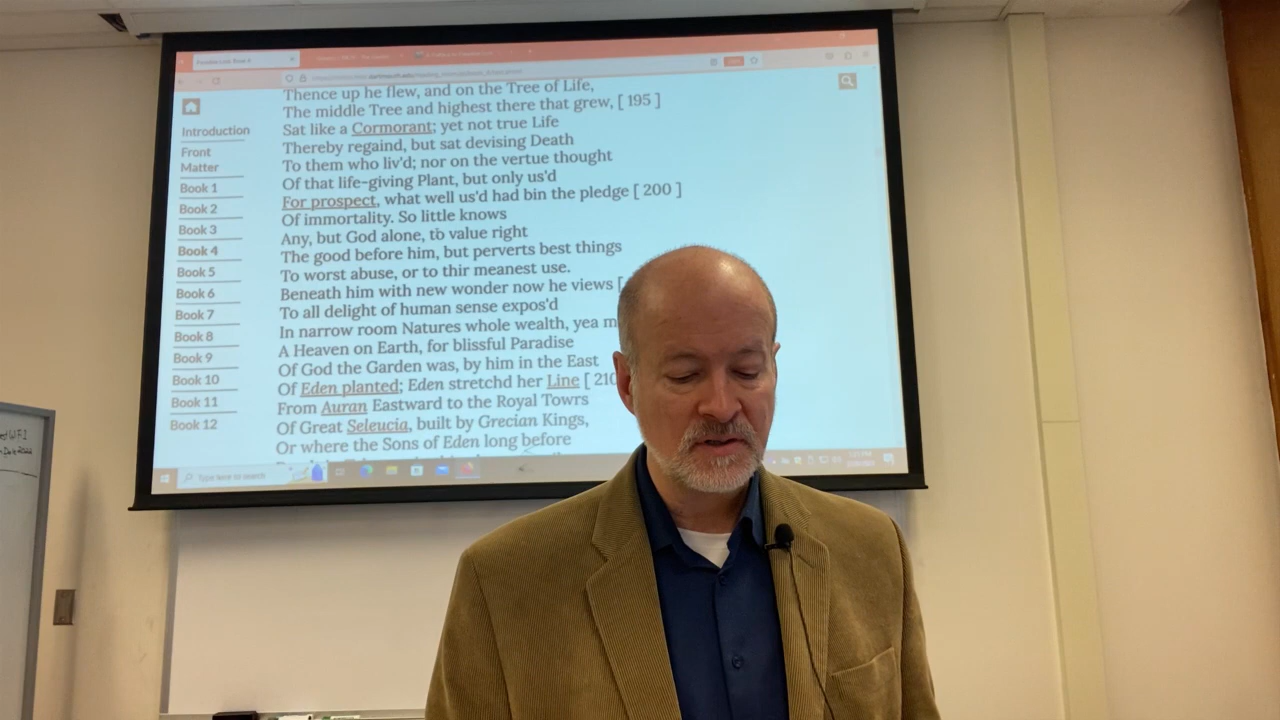 Paradise Lost: Book 4
Introduction
Front
Matter
Book 1
Book 2
Book 3
Book 4
Book 5
Book 6
Book 7
Book 8
Book 9
Book 10
Book 11
Book 12
Thence up he flew, and on the Tree of Life,
The middle Tree and highest there that grew, [ 195 ]
Sat like a Cormorant; yet not true Life
Thereby regaind, but sat devising Death
To them who liv'd; nor on the vertue thought
Of that life-giving Plant, but only us'd
For prospect, what well us'd had bin the pledge [ 200 ]
Of immortality. So little knows
Any, but God alone, to value right
The good before him, but perverts best things
To worst abuse, or to thir meanest use.
Beneath him with new wonder now he views [
To all delight of human sense expos'd
In narrow room Natures whole wealth, yea m
A Heaven on Earth, for blissful Paradise
Of God the Garden was, by him in the East
Of Eden planted; Eden stretchd her Line [ 210
From Auran Eastward to the Royal Towrs
Of Great Seleucia, built by Grecian Kings,
Or where the Sons of Eden long before
Type here to search